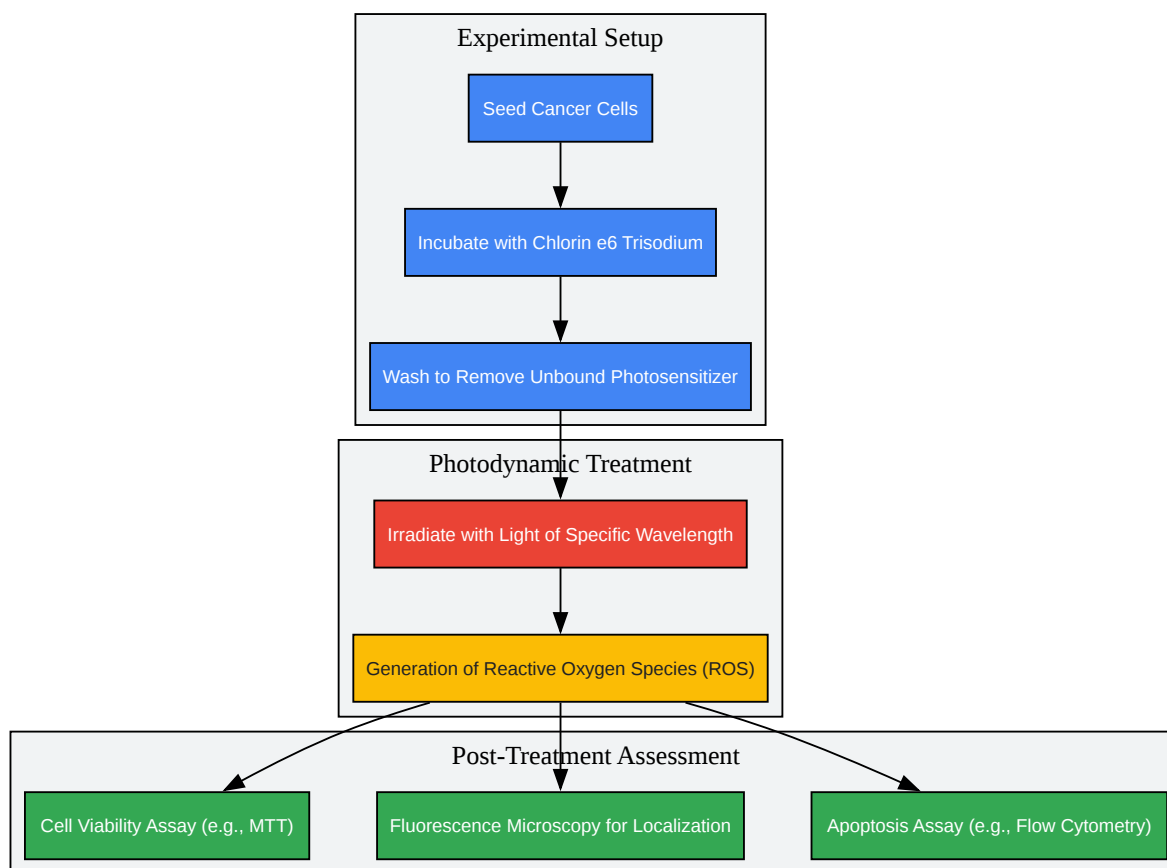 Experimental Setup
Seed Cancer Cells
Incubate with Chlorin e6 Trisodium
Wash to Remove Unbound Photosensitizer
Photodynamic Treatment
Irradiate with Light of Specific Wavelength
Generation of Reactive Oxygen Species (ROS)
Post-Treatment Assessment
Cell Viability Assay (e.g., MTT)
Fluorescence Microscopy for Localization
Apoptosis Assay (e.g., Flow Cytometry)